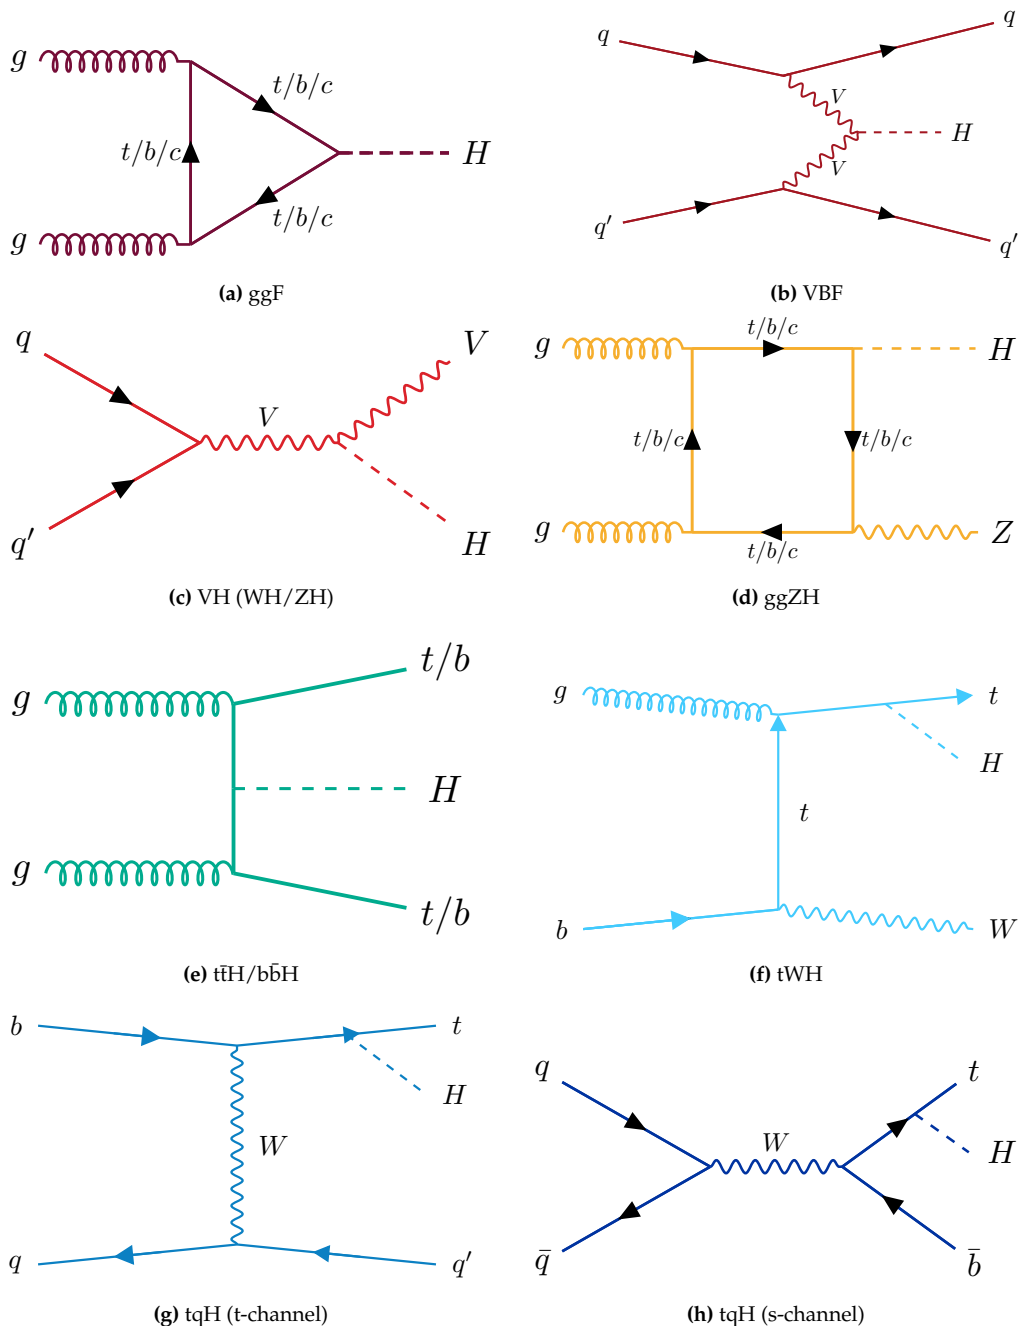 g
t/b/c
t/b/c
H
g
t/b/c
(a) ggF
q
q
V
H
V
q′
q′
(b) VBF
q
V
V
q′
H
(c) VH (WH/ZH)
g
t/b/c
H
t/b/c
t/b/c
g
t/b/c
Z
(d) ggZH
t/b
g
H
g
t/b
(e) tt̄H/bb̄H
g
t
H
t
b
W
(f) tWH
b
t
H
W
q
q′
(g) tqH (t-channel)
q
t
W
H
q̄
b̄
(h) tqH (s-channel)